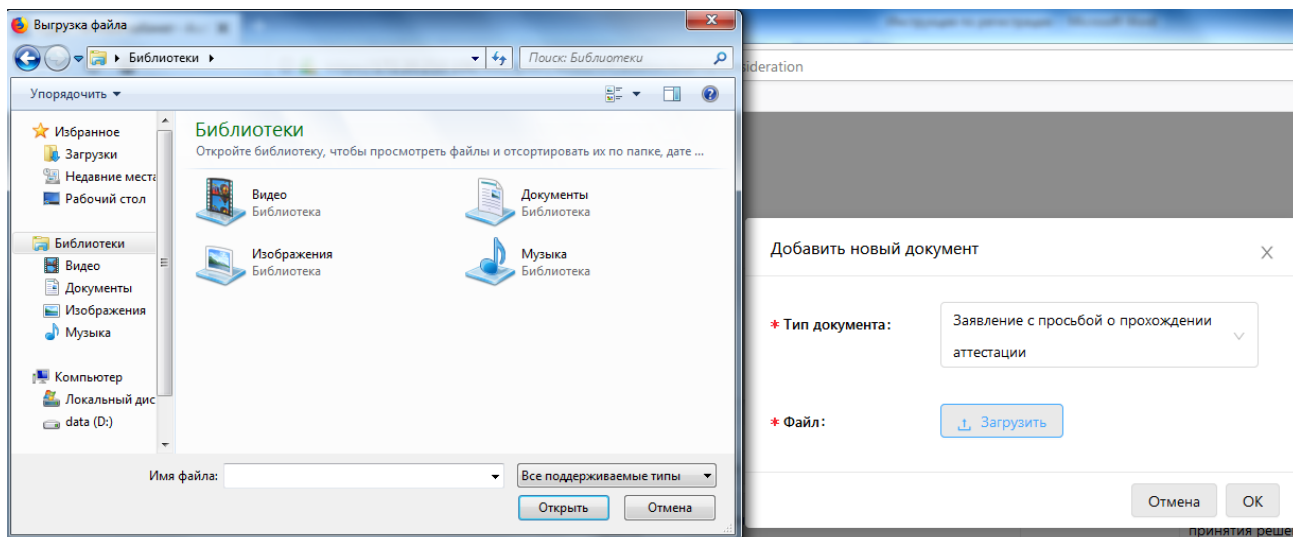 Выгрузка файла
Библиотеки
Поиск: Библиотеки
Упорядочить
Избранное
Загрузки
Недавние места
Рабочий стол
Библиотеки
Видео
Документы
Изображения
Музыка
Компьютер
Локальный дис
data (D:)
Библиотеки
Откройте библиотеку, чтобы просмотреть файлы и отсортировать их по папке, дате ...
Видео
Библиотека
Документы
Библиотека
Изображения
Библиотека
Музыка
Библиотека
Имя файла:
Все поддерживаемые типы
Открыть
Отмена
sideration
Добавить новый документ
* Тип документа:
Заявление с просьбой о прохождении
аттестации
* Файл:
Загрузить
Отмена
OK
принятия реше